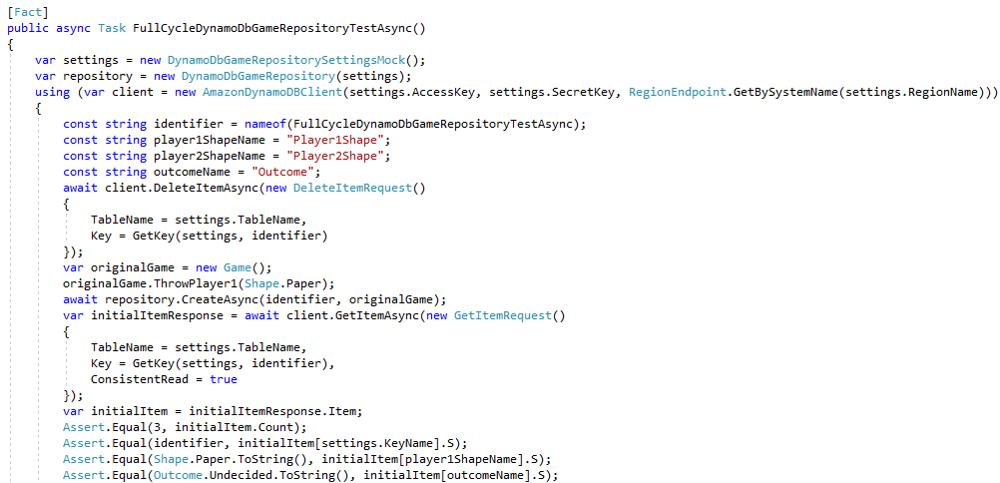 [Fact]
public async Task FullCycleDynamoDbGameRepositoryTestAsync()
{
    var settings = new DynamoDbGameRepositorySettingsMock();
    var repository = new DynamoDbGameRepository(settings);
    using (var client = new AmazonDynamoDBClient(settings.AccessKey, settings.SecretKey, RegionEndpoint.GetBySystemName(settings.RegionName)))
    {
        const string identifier = nameof(FullCycleDynamoDbGameRepositoryTestAsync);
        const string player1ShapeName = "Player1Shape";
        const string player2ShapeName = "Player2Shape";
        const string outcomeName = "Outcome";
        await client.DeleteItemAsync(new DeleteItemRequest()
        {
            TableName = settings.TableName,
            Key = GetKey(settings, identifier)
        });
        var originalGame = new Game();
        originalGame.ThrowPlayer1(Shape.Paper);
        await repository.CreateAsync(identifier, originalGame);
        var initialItemResponse = await client.GetItemAsync(new GetItemRequest()
        {
            TableName = settings.TableName,
            Key = GetKey(settings, identifier),
            ConsistentRead = true
        });
        var initialItem = initialItemResponse.Item;
        Assert.Equal(3, initialItem.Count);
        Assert.Equal(identifier, initialItem[settings.KeyName].S);
        Assert.Equal(Shape.Paper.ToString(), initialItem[player1ShapeName].S);
        Assert.Equal(Outcome.Undecided.ToString(), initialItem[outcomeName].S);